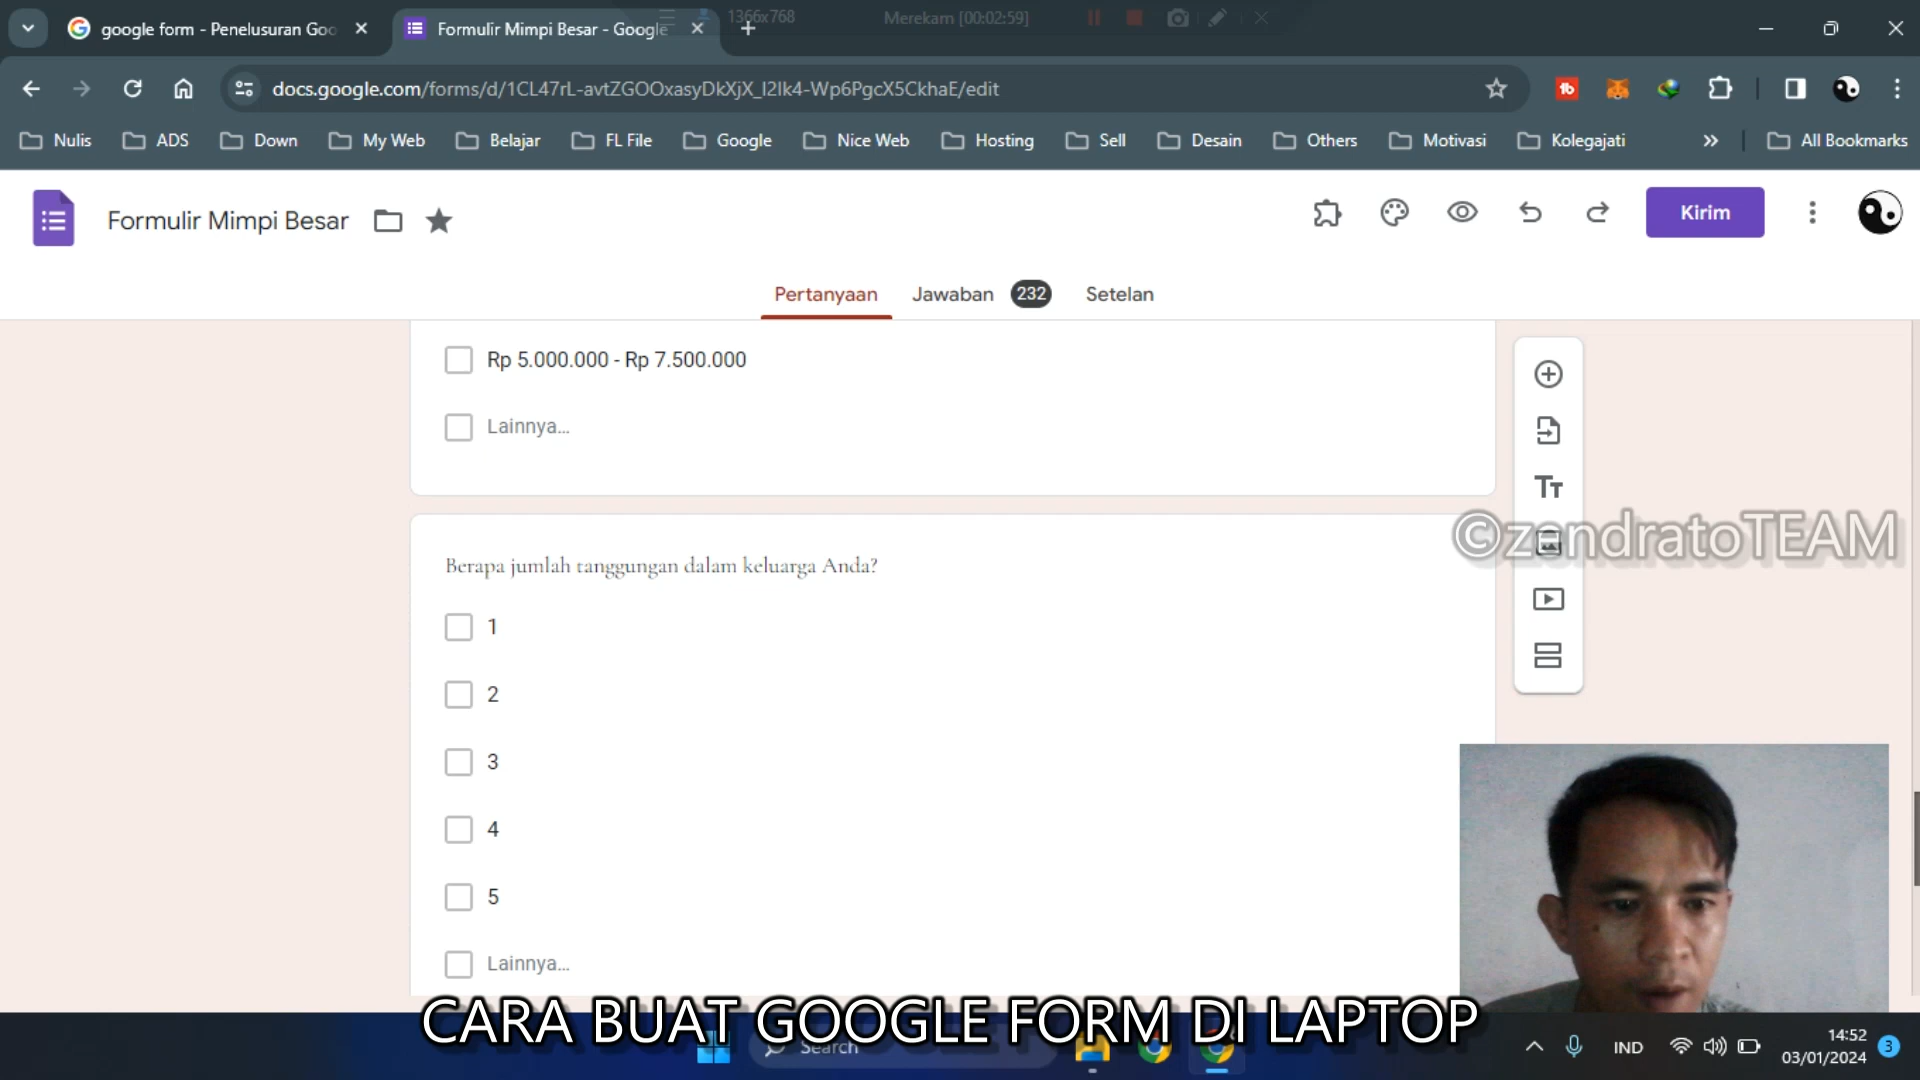 google form - Penelusuran Goo
Formulir Mimpi Besar - Google
1366x768
Merekam [00:02:59]
docs.google.com/forms/d/1CL47rL-avtZGOOxasyDkXjX_I2Ik4-Wp6PgcX5CkhaE/edit
Nulis
ADS
Down
My Web
Belajar
FL File
Google
Nice Web
Hosting
Sell
Desain
Others
Motivasi
Kolegajati
All Bookmarks
Formulir Mimpi Besar
Kirim
Pertanyaan
Jawaban 232
Setelan
Rp 5.000.000 - Rp 7.500.000
Lainnya...
©zendratoTEAM
Berapa jumlah tanggungan dalam keluarga Anda?
1
2
3
4
5
Lainnya...
CARA BUAT GOOGLE FORM DI LAPTOP
Search
IND
14:52
03/01/2024
3